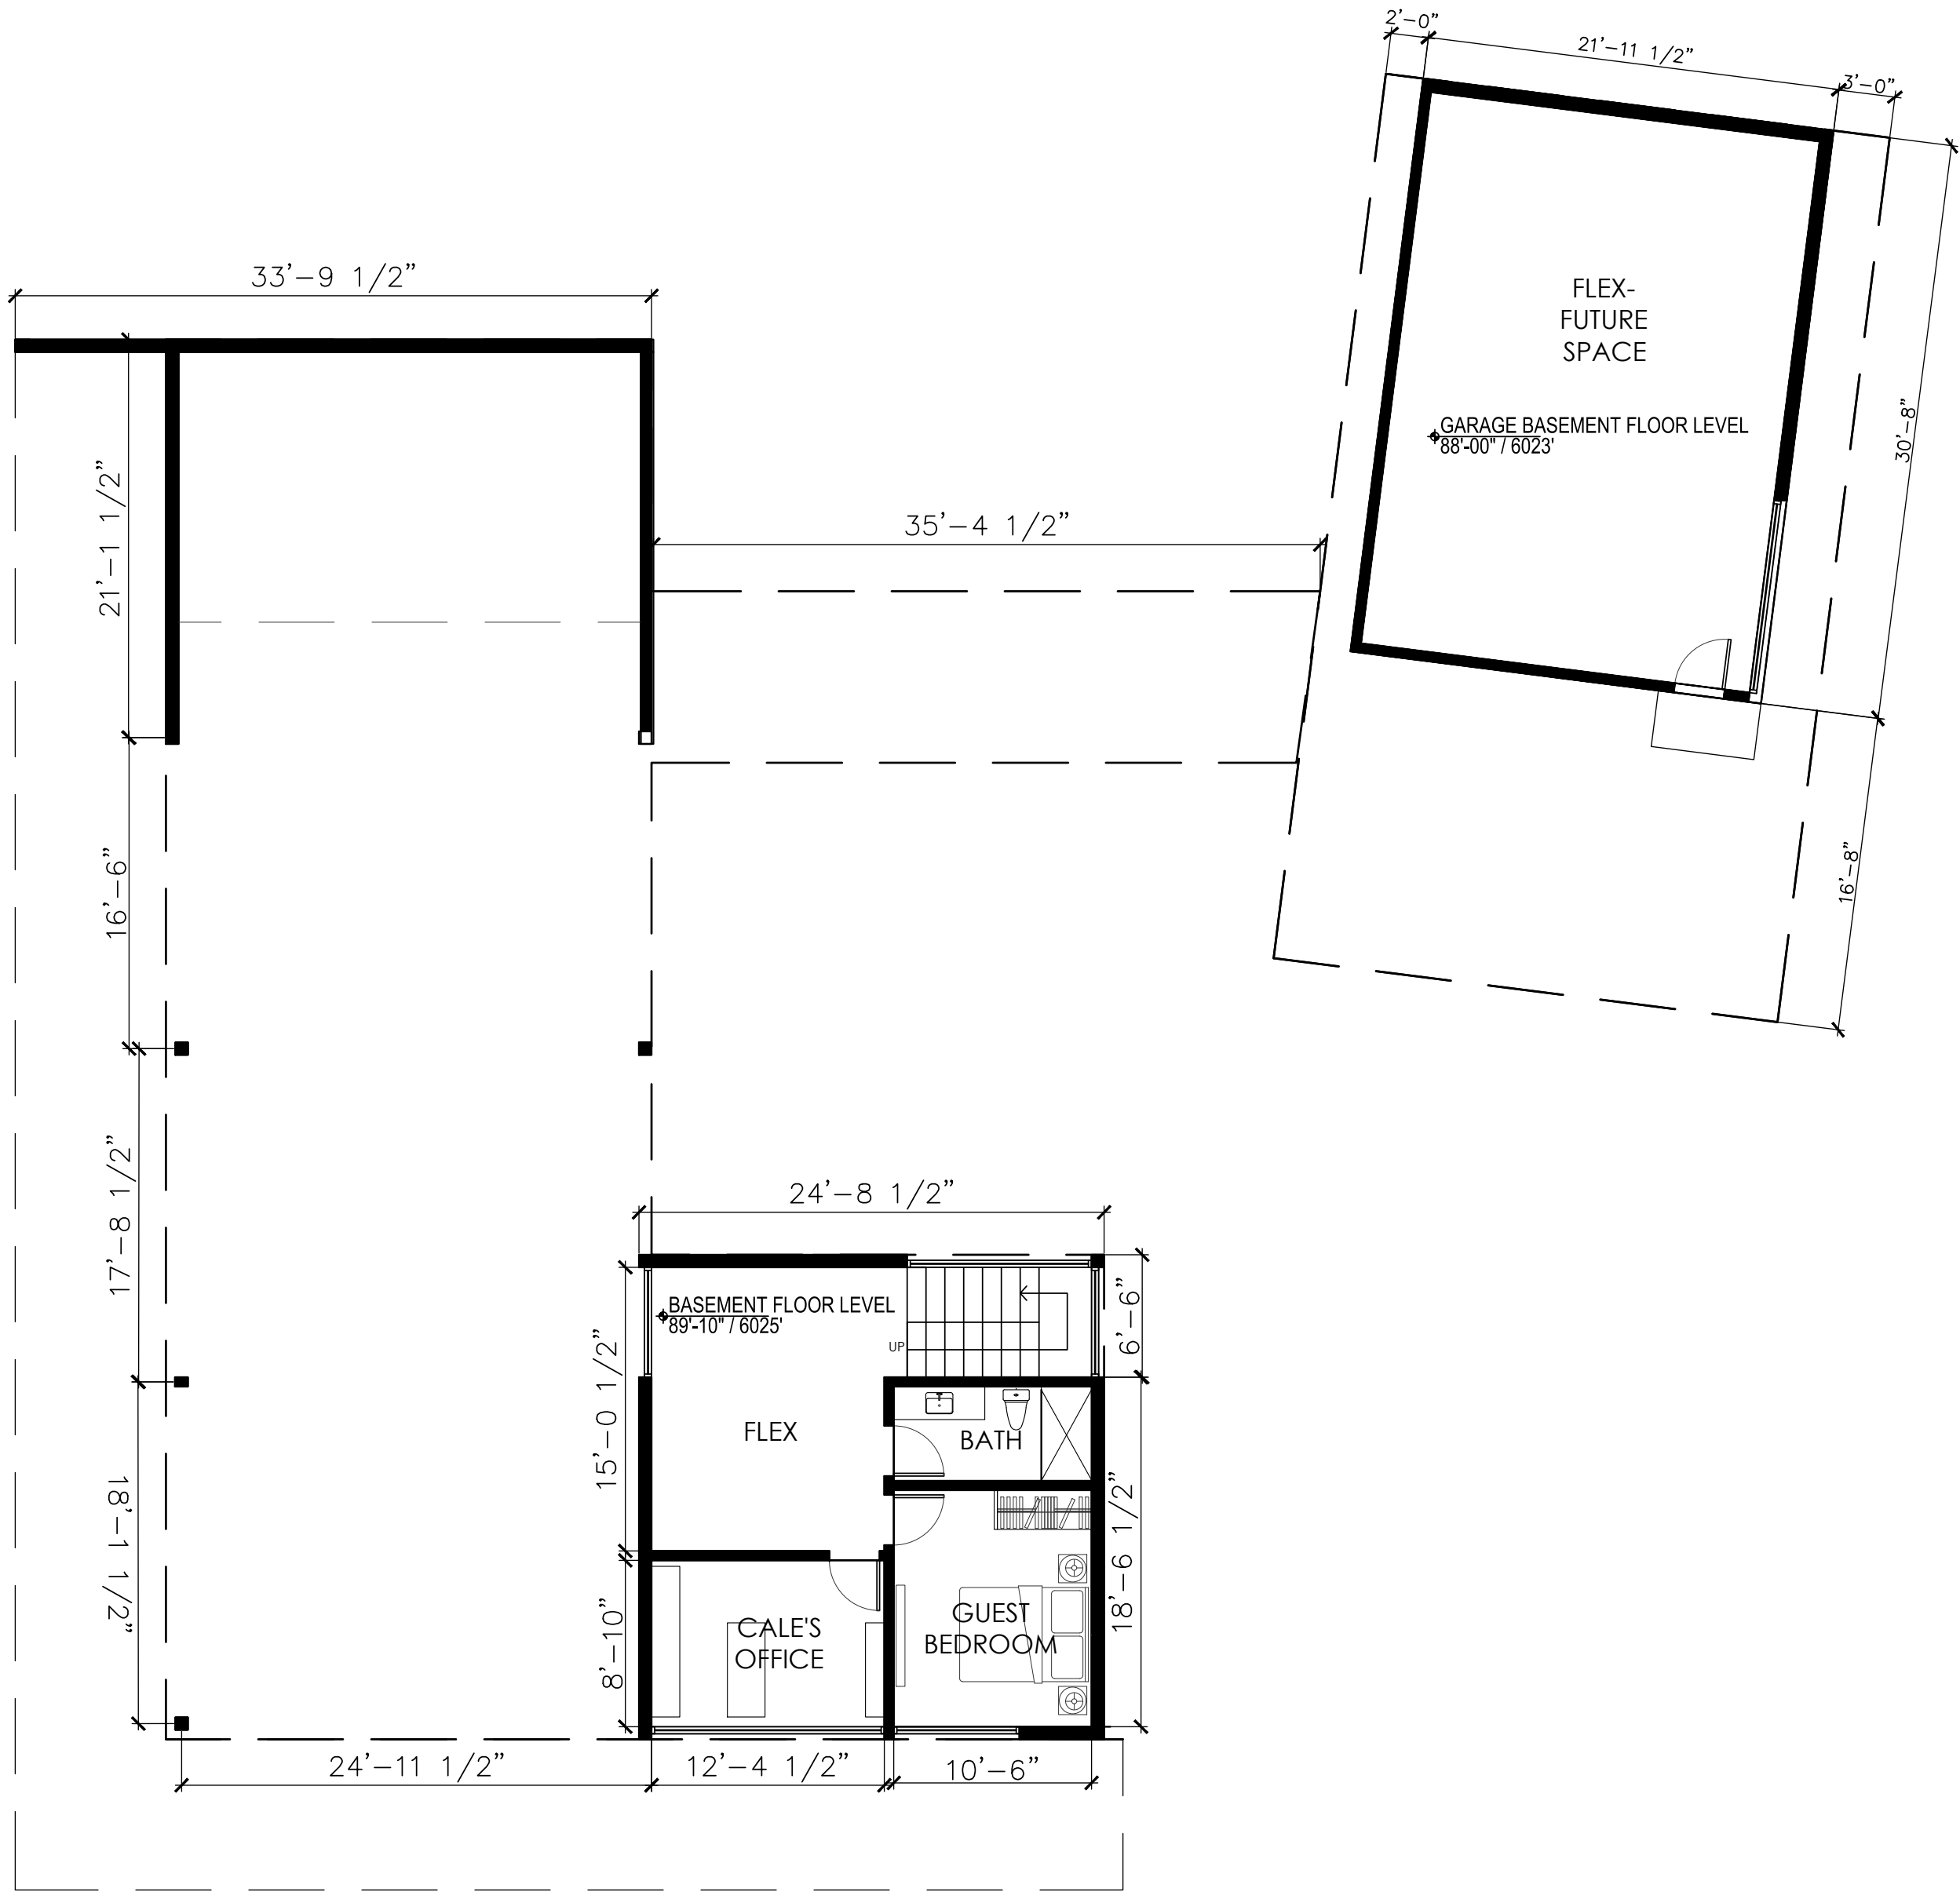 2'-0"
21'-11 1/2"
3'-0"
33'-9 1/2"
FLEX-
FUTURE
SPACE
GARAGE BASEMENT FLOOR LEVEL
88'-00" / 6023'
30'-8"
21'-1 1/2"
35'-4 1/2"
16'-6"
16'-8"
17'-8 1/2"
24'-8 1/2"
BASEMENT FLOOR LEVEL
89'-10" / 6025'
UP
6'-6"
15'-0 1/2"
FLEX
BATH
18'-1 1/2"
18'-6 1/2"
8'-10"
CALE'S
OFFICE
GUEST
BEDROOM
24'-11 1/2"
12'-4 1/2"
10'-6"